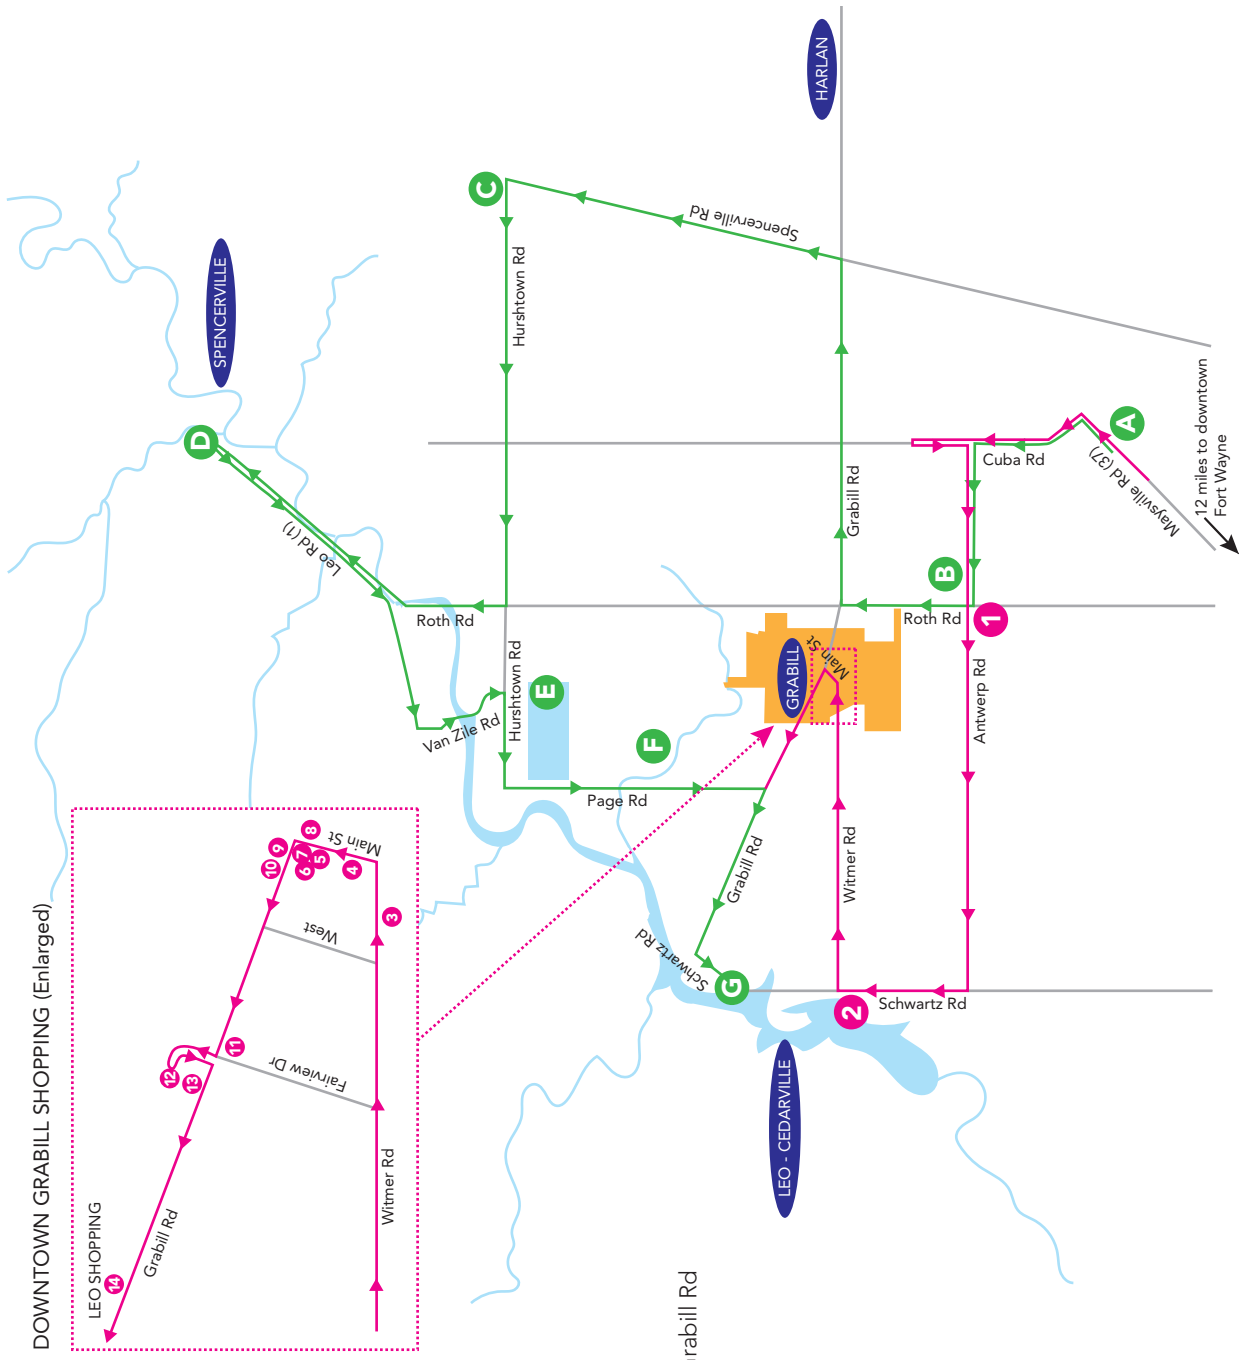 DOWNTOWN GRABILL SHOPPING (Enlarged)
LEO SHOPPING
14
Grabill Rd
12
13
11
Fairview Dr
West
Witmer Rd
3
10
9
8
7
6
5
4
Main St
SPENCERVILLE
D
Leo Rd (1)
Roth Rd
Van Zile Rd
Hurshtown Rd
E
C
Hurshtown Rd
Spencerville Rd
HARLAN
F
Page Rd
Grabill Rd
Schwartz Rd
G
LEO - CEDARVILLE
GRABILL
Main St
Grabill Rd
Witmer Rd
2
Schwartz Rd
Roth Rd
B
1
Antwerp Rd
Cuba Rd
A
Maysville Rd (37)
12 miles to downtown
Fort Wayne
rabill Rd